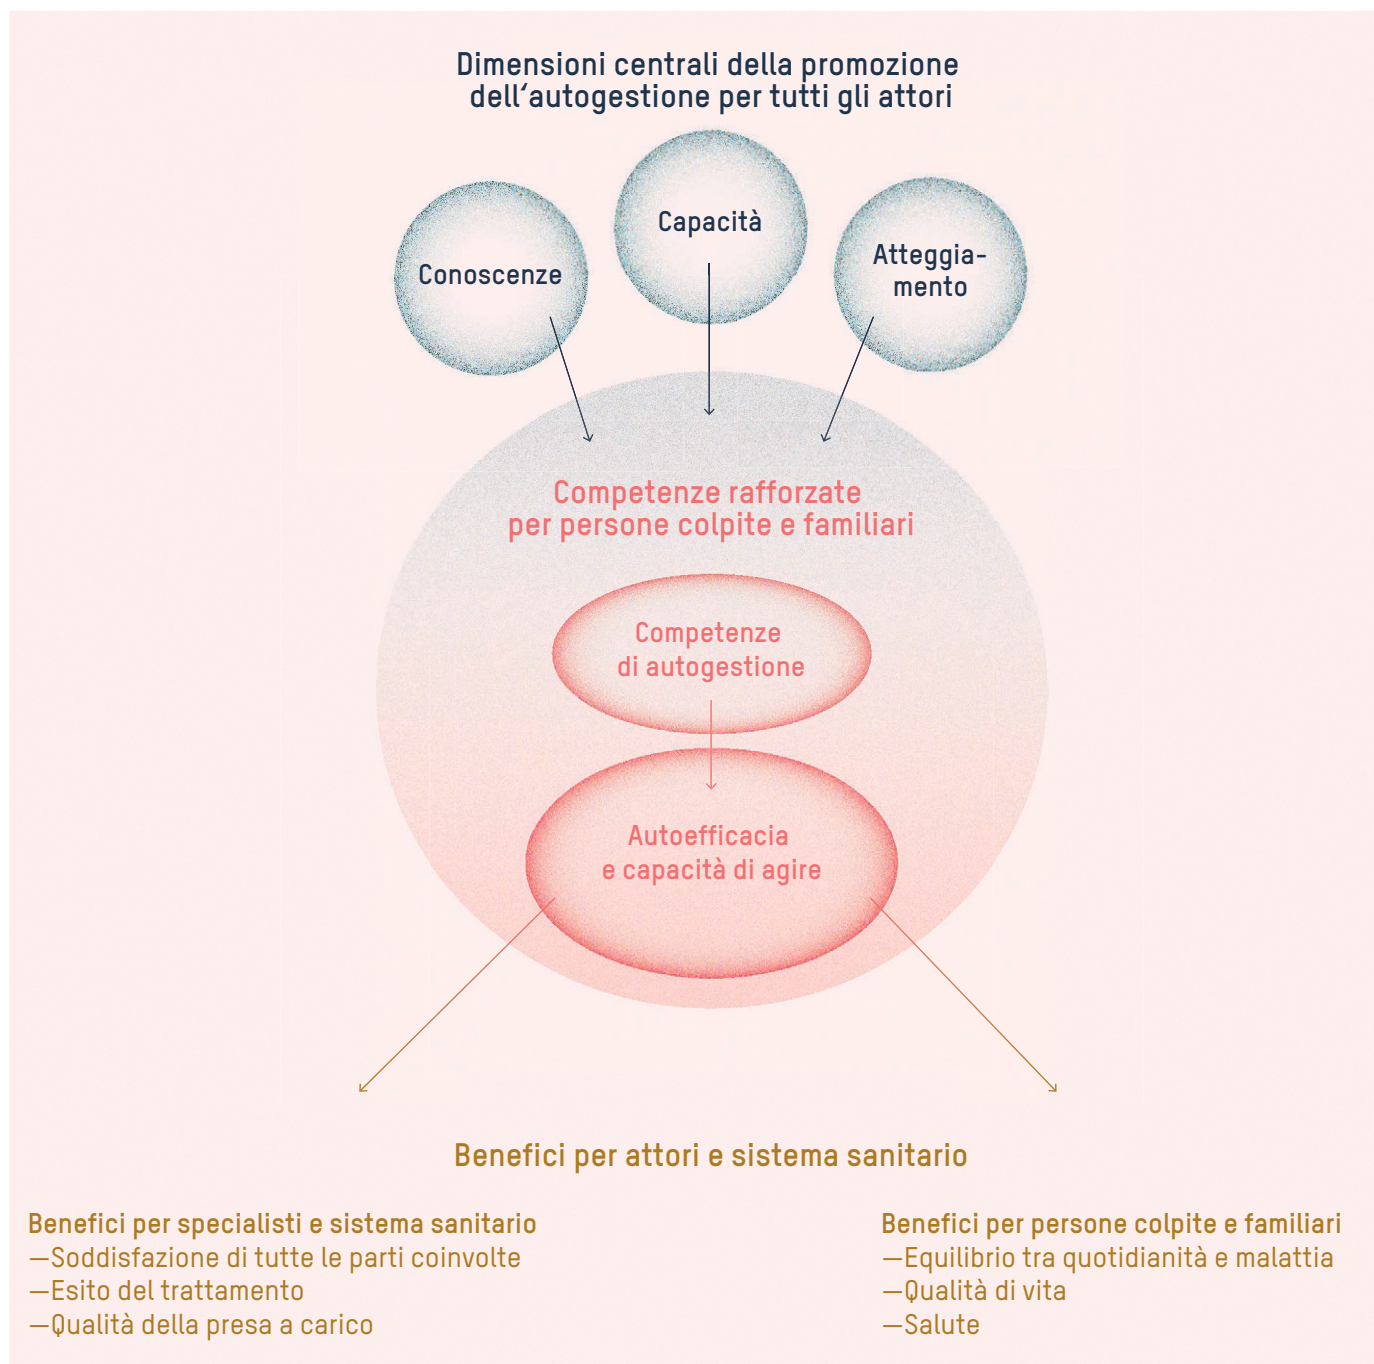 Dimensioni centrali della promozione
dell‘autogestione per tutti gli attori
Capacità
Conoscenze
Atteggia-
mento
Competenze rafforzate
per persone colpite e familiari
Competenze
di autogestione
Autoefficacia
e capacità di agire
Benefici per attori e sistema sanitario
Benefici per specialisti e sistema sanitario
—Soddisfazione di tutte le parti coinvolte
—Esito del trattamento
—Qualità della presa a carico
Benefici per persone colpite e familiari
—Equilibrio tra quotidianità e malattia
—Qualità di vita
—Salute